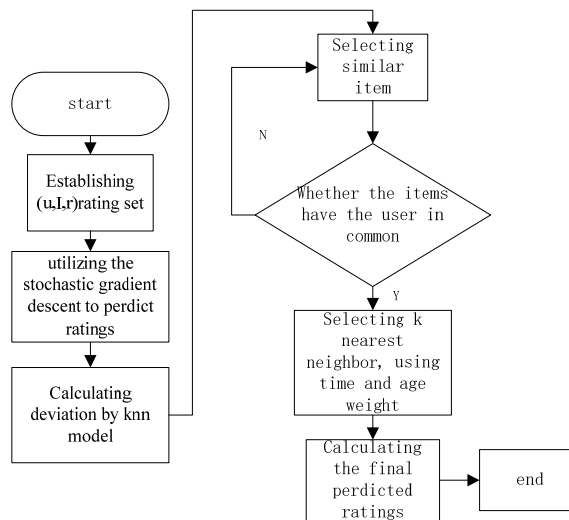 start
Establishing
(u,I,r)rating set
utilizing the
stochastic gradient
descent to perdict
ratings
Calculating
deviation by knn
model
Selecting
similar
item
N
Whether the items
have the user in
common
Y
Selecting k
nearest
neighbor, using
time and age
weight
Calculating
the final
perdicted
ratings
end